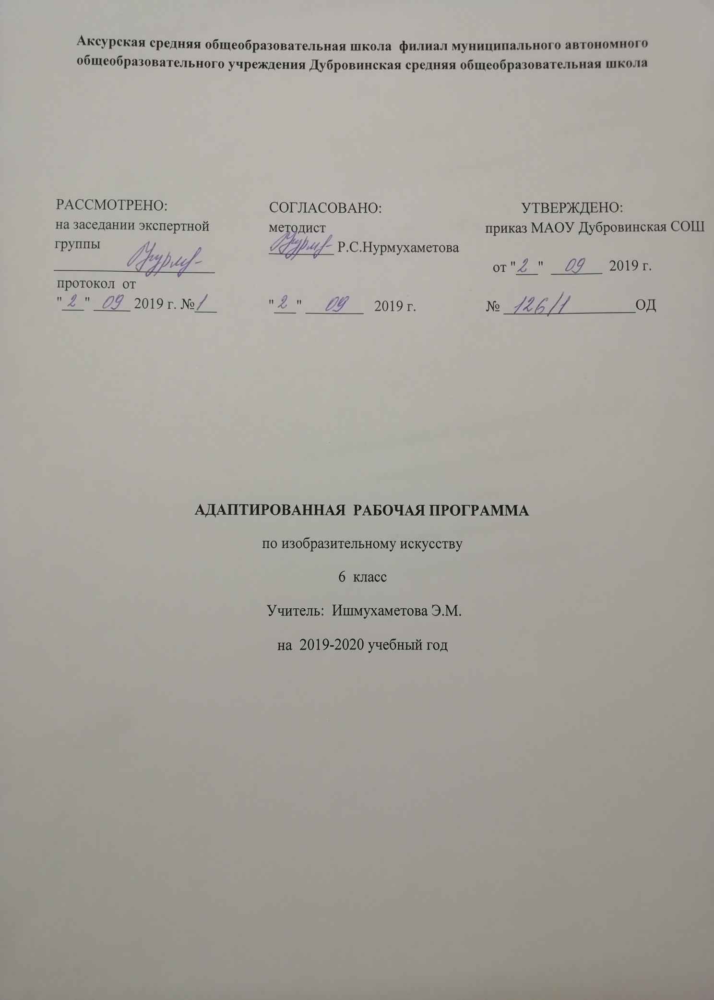 Аксурская средняя общеобразовательная школа  филиал муниципального автономного
общеобразовательного учреждения Дубровинская средняя общеобразовательная школа
РАССМОТРЕНО:
на заседании экспертной
группы
протокол  от
" 2 " 09 2019 г. №1
СОГЛАСОВАНО:
методист
Р.С.Нурмухаметова
" 2 " 09 2019 г.
УТВЕРЖДЕНО:
приказ МАОУ Дубровинская СОШ
от " 2 " 09 2019 г.
№ 126/1 ОД
АДАПТИРОВАННАЯ  РАБОЧАЯ ПРОГРАММА
по изобразительному искусству
6  класс
Учитель:  Ишмухаметова Э.М.
на  2019-2020 учебный год